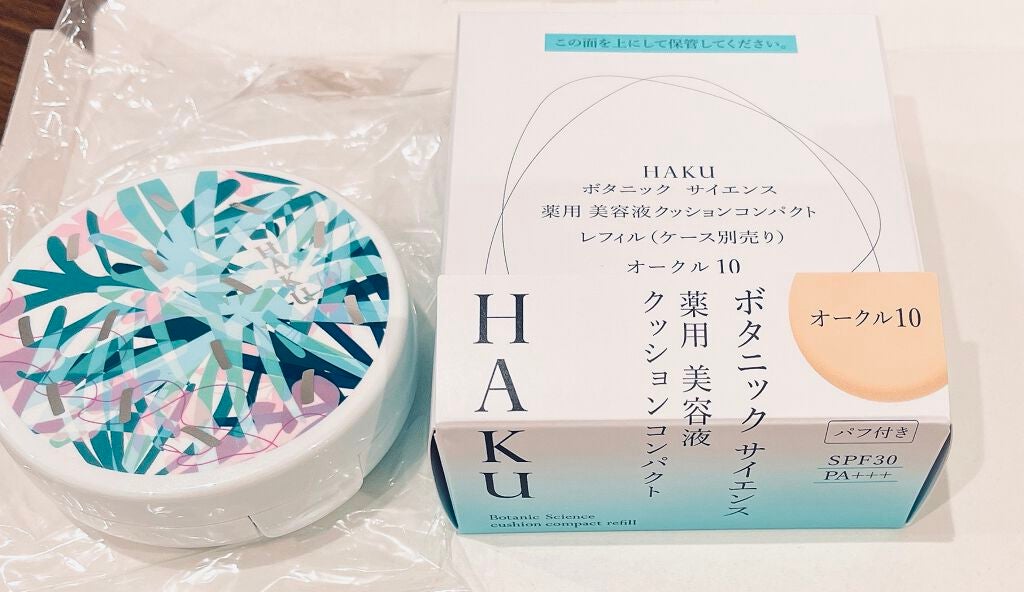 この面を上にして保管してください。
HAKU
ボタニック サイエンス
薬用 美容液クッションコンパクト
レフィル(ケース別売り)
オークル10
HAKU
ボタニック サイエンス
薬用 美容液
クッションコンパクト
オークル10
パフ付き
SPF30
PA+++
Botanic Science
cushion compact refill
HAKU